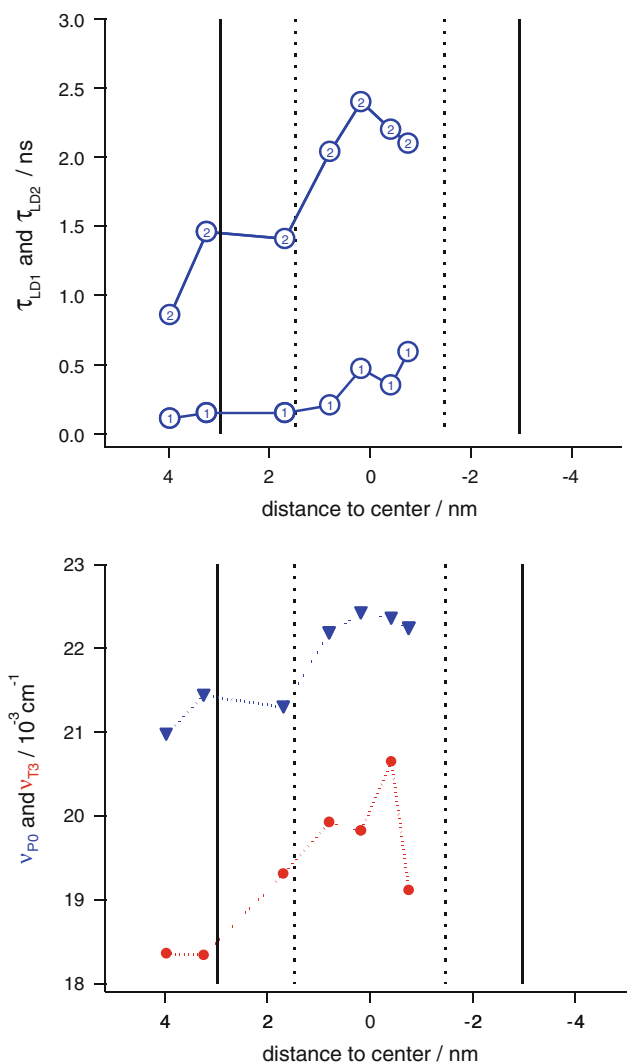 3.0
2.5
2.0
1.5
1.0
0.5
0.0
τLD1 and τLD2 / ns
2 2 2 2 2 2 2
1 1 1 1 1 1 1
4 2 0 -2 -4
distance to center / nm
23
22
21
20
19
18
νP0 and νT3 / 10-3cm-1
4 2 0 -2 -4
distance to center / nm